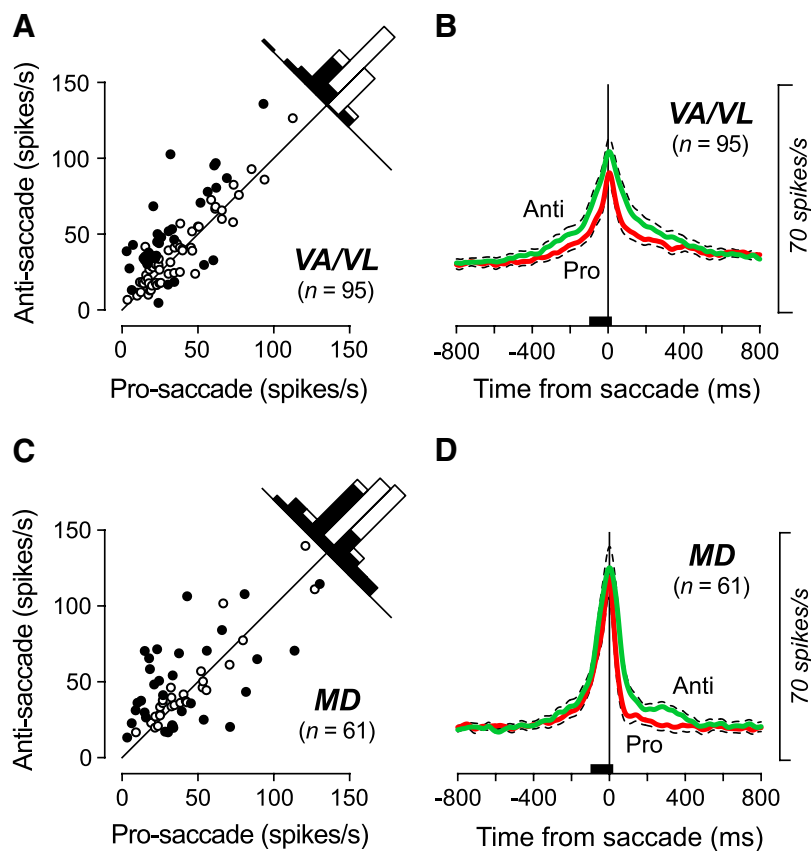 A
Anti-saccade (spikes/s)
150
100
50
0
VA/VL
(n = 95)
0 50 100 150
Pro-saccade (spikes/s)
B
VA/VL
(n = 95)
70 spikes/s
Anti
Pro
-800 -400 0 400 800
Time from saccade (ms)
C
Anti-saccade (spikes/s)
150
100
50
0
MD
(n = 61)
0 50 100 150
Pro-saccade (spikes/s)
D
MD
(n = 61)
70 spikes/s
Anti
Pro
-800 -400 0 400 800
Time from saccade (ms)